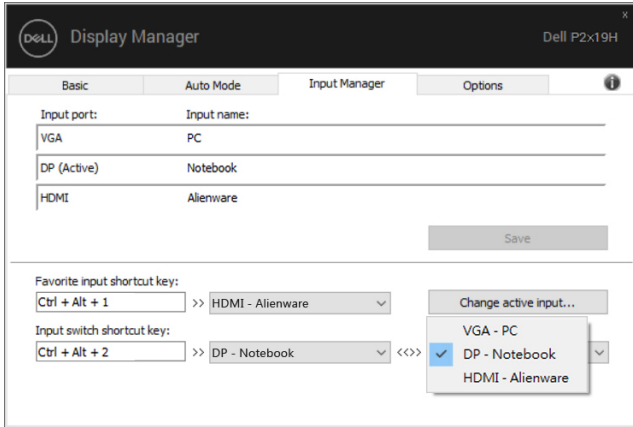 x
DELL Display Manager Dell P2x19H
Basic Auto Mode Input Manager Options i
Input port: Input name:
VGA PC
DP (Active) Notebook
HDMI Alienware
Save
Favorite input shortcut key:
Ctrl + Alt + 1 >> HDMI - Alienware Change active input...
Input switch shortcut key:
Ctrl + Alt + 2 >> DP - Notebook <<>>
VGA - PC
DP - Notebook
HDMI - Alienware